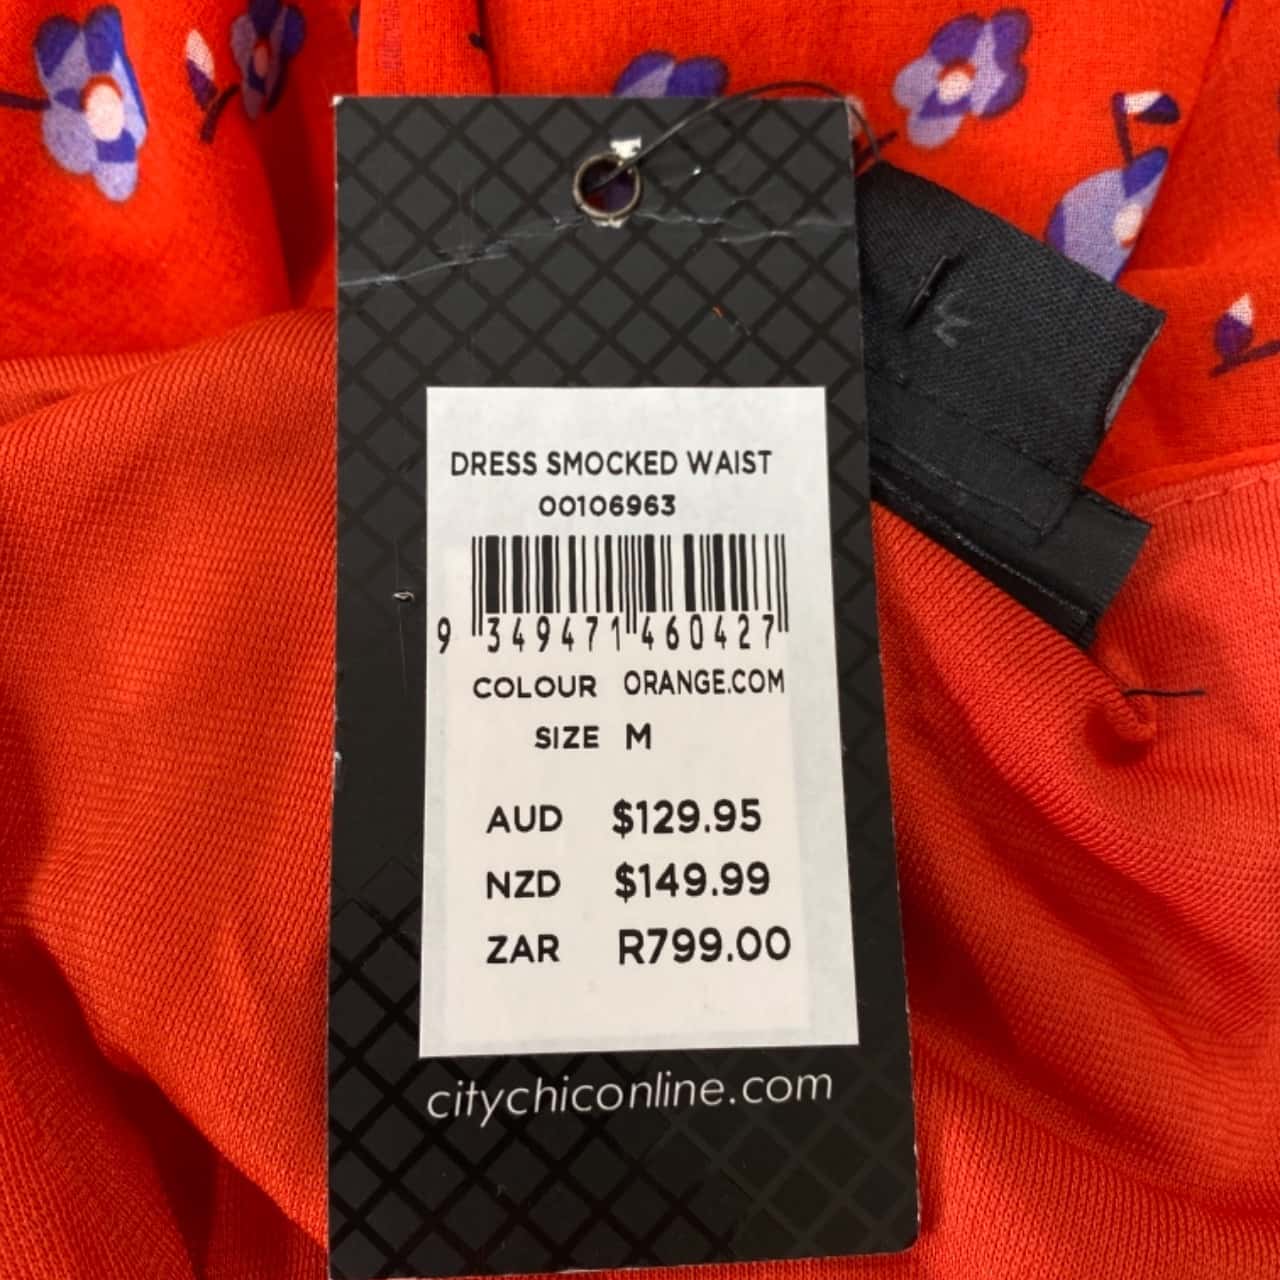 DRESS SMOCKED WAIST
00106963
9 349471 460427
COLOUR ORANGE.COM
SIZE M
AUD $129.95
NZD $149.99
ZAR R799.00
citychiconline.com